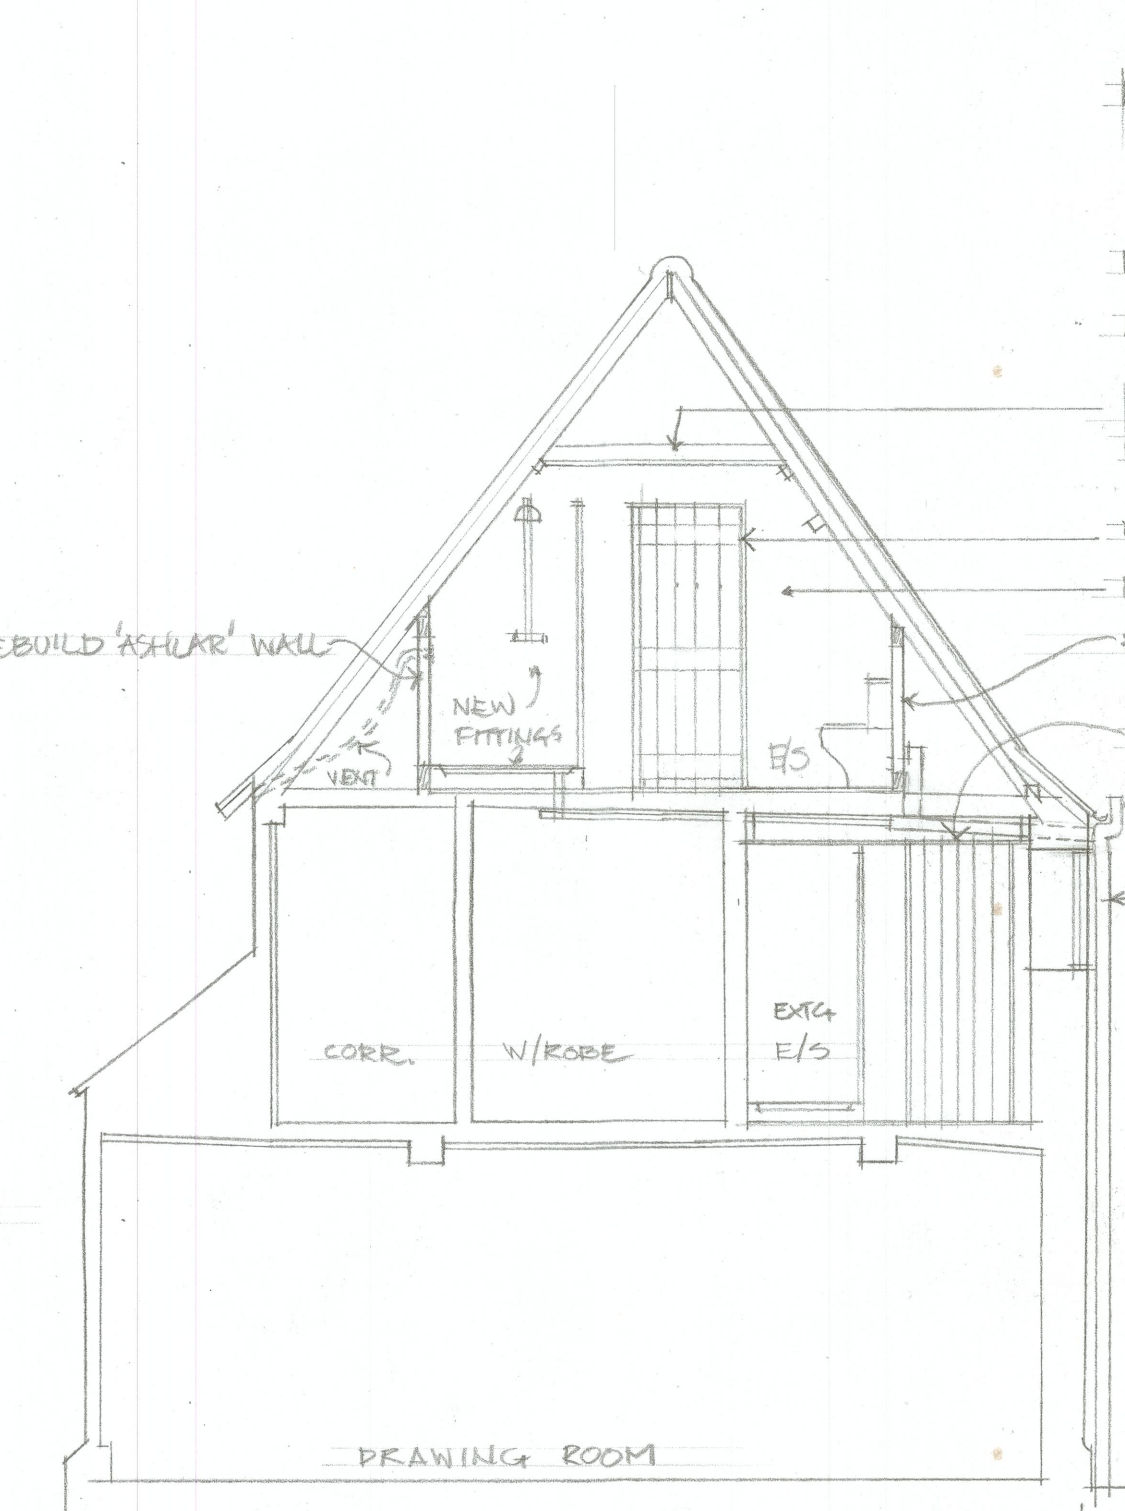 EBUILD 'ASHLAR' WALL
NEW
FITTINGS
VENT
E/S
CORR.
W/ROBE
EXTG
E/S
DRAWING ROOM